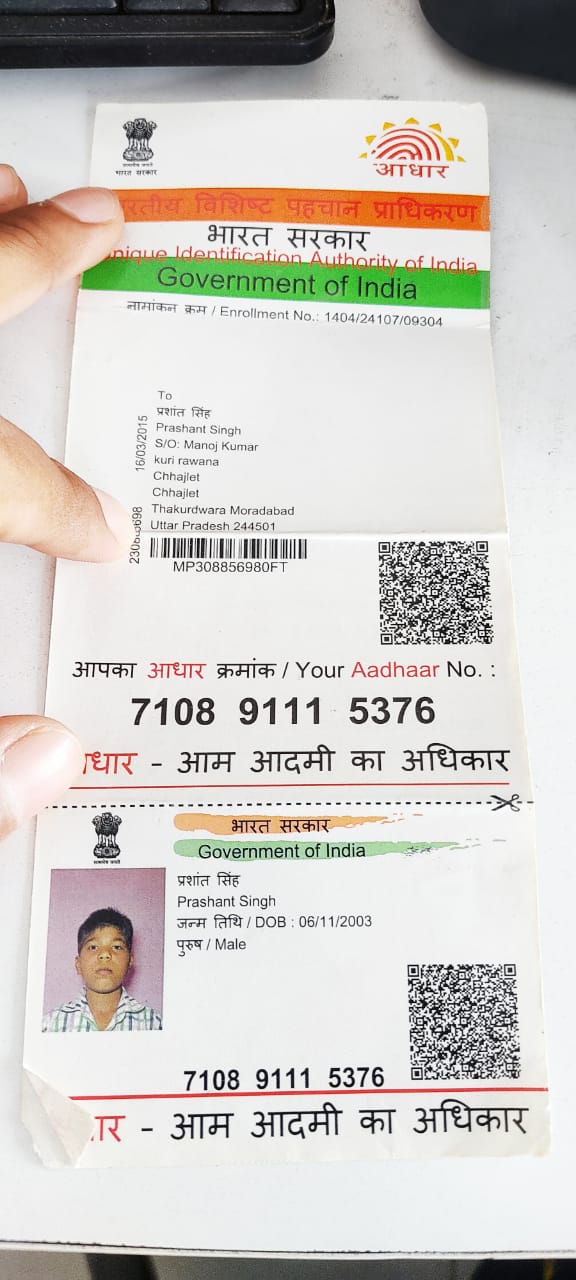 भारत सरकार
आधार
विशिष्ट पहचान प्राधिकरण
भारत सरकार
Identification Authority of India
Government of India
नामांकन क्रम / Enrollment No.: 1404/24107/09304
To
प्रशांत सिंह
Prashant Singh
S/O: Manoj Kumar
kuri rawana
Chhajlet
Chhajlet
Thakurdwara Moradabad
Uttar Pradesh 244501
16/03/2015
MP308856980FT
आपका आधार क्रमांक / Your Aadhaar No. :
7108 9111 5376
- आम आदमी का अधिकार
भारत सरकार
Government of India
प्रशांत सिंह
Prashant Singh
जन्म तिथि / DOB : 06/11/2003
पुरुष / Male
7108 9111 5376
- आम आदमी का अधिकार